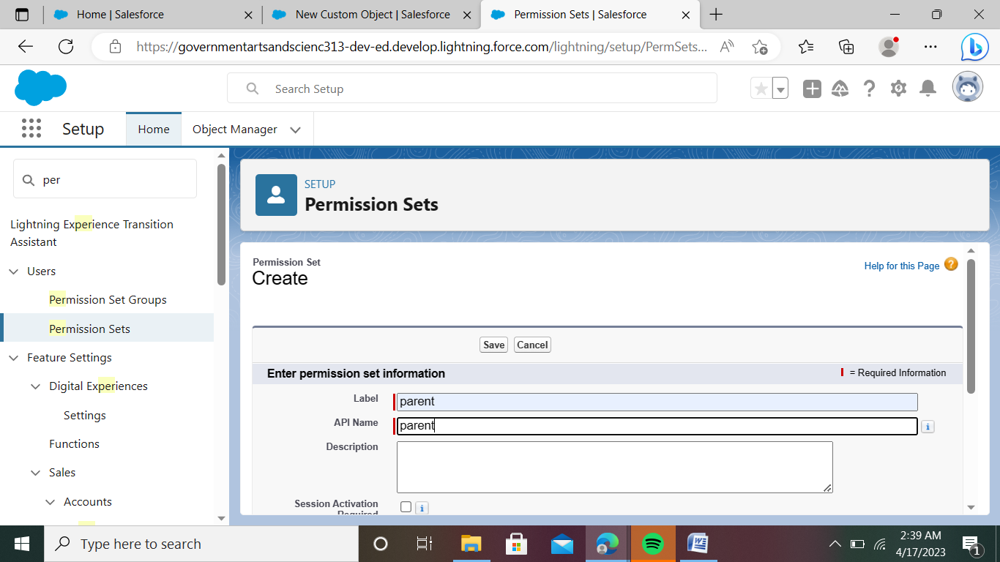 Home | Salesforce
New Custom Object | Salesforce
Permission Sets | Salesforce
https://governmentartsandscienc313-dev-ed.develop.lightning.force.com/lightning/setup/PermSets...
Search Setup
Setup
Home
Object Manager
per
Lightning Experience Transition
Assistant
Users
Permission Set Groups
Permission Sets
Feature Settings
Digital Experiences
Settings
Functions
Sales
Accounts
SETUP
Permission Sets
Permission Set
Create
Help for this Page ?
Save Cancel
Enter permission set information
= Required Information
Label parent
API Name parent
Description
Session Activation
Required
Type here to search
2:39 AM
4/17/2023
1